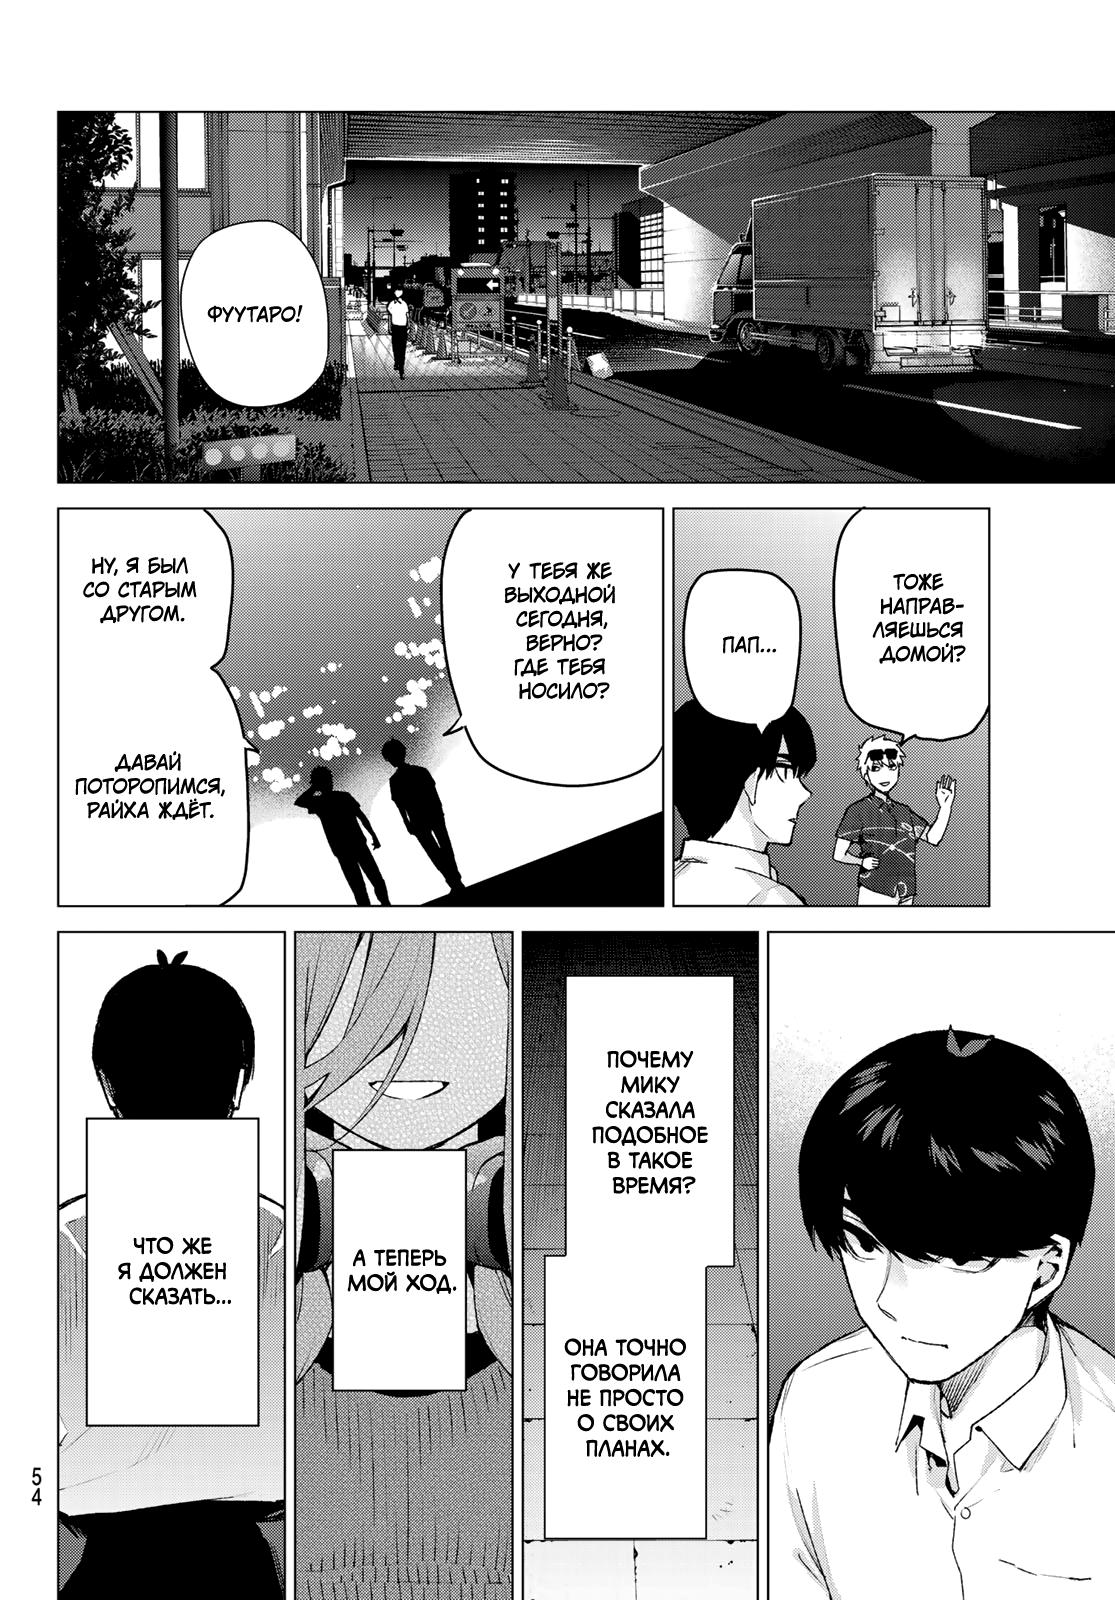 ФУУТАРО!
ТОЖЕ
НАПРАВ-
ЛЯЕШЬСЯ
ДОМОЙ?
ПАП...
У ТЕБЯ ЖЕ
ВЫХОДНОЙ
СЕГОДНЯ,
ВЕРНО?
ГДЕ ТЕБЯ
НОСИЛО?
НУ, Я БЫЛ
СО СТАРЫМ
ДРУГОМ.
ДАВАЙ
ПОТОРОПИМСЯ,
РАЙХА ЖДЁТ.
ПОЧЕМУ
МИКУ
СКАЗАЛА
ПОДОБНОЕ
В ТАКОЕ
ВРЕМЯ?
ОНА ТОЧНО
ГОВОРИЛА
НЕ ПРОСТО
О СВОИХ
ПЛАНАХ.
А ТЕПЕРЬ
МОЙ ХОД.
ЧТО ЖЕ
Я ДОЛЖЕН
СКАЗАТЬ...
54